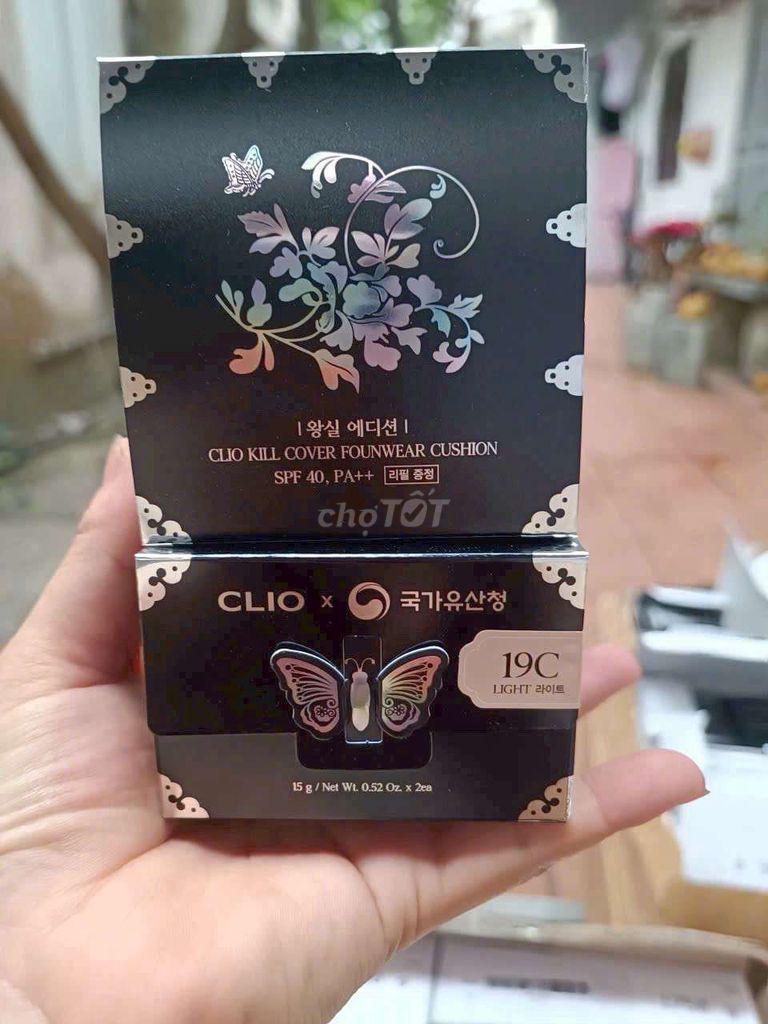 | 왕실 에디션 |
CLIO KILL COVER FOUNWEAR CUSHION
SPF 40, PA++ 리필 증정
chợTỐT
CLIO x 국가유산청
19C
LIGHT 라이트
15 g / Net Wt. 0.52 Oz. x 2ea